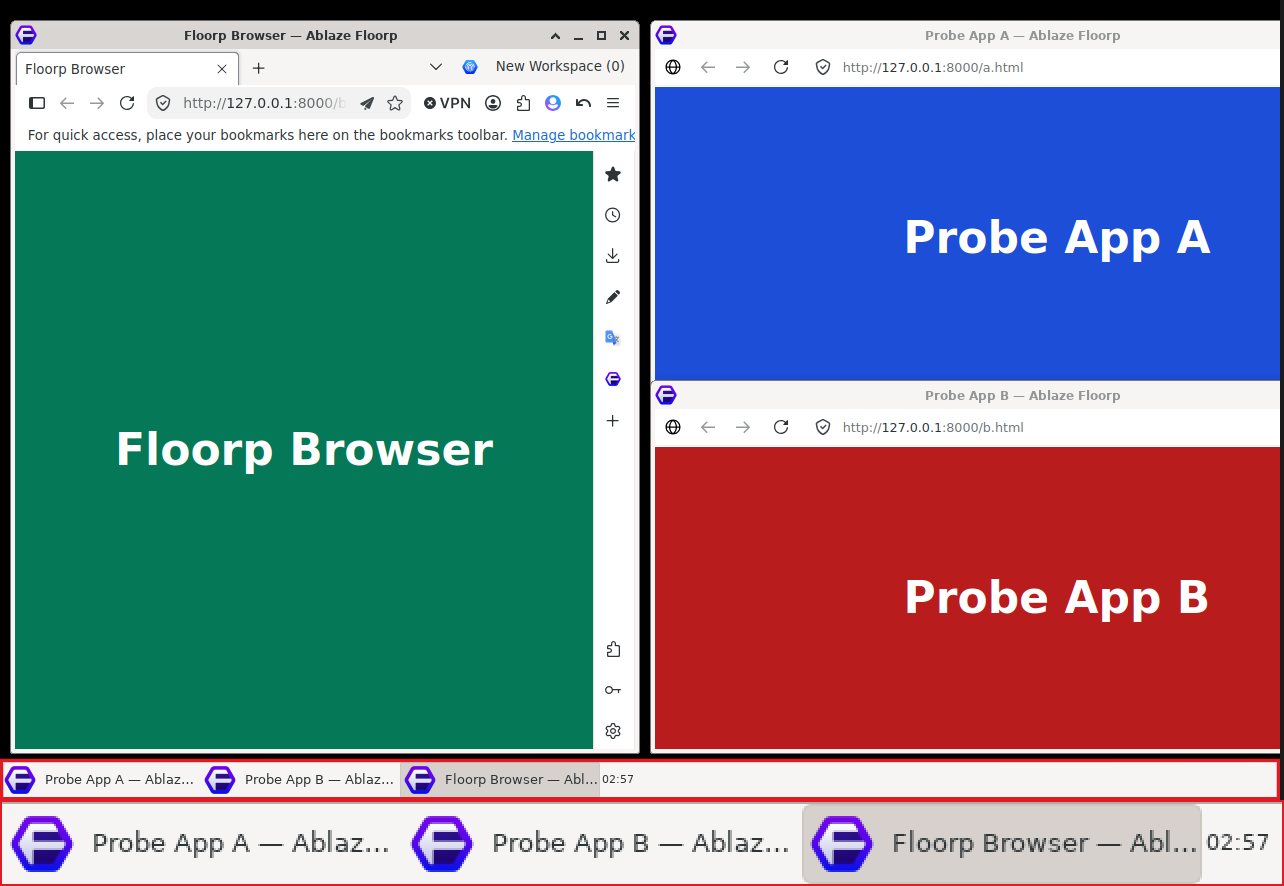 Floorp Browser — Ablaze Floorp
Floorp Browser
New Workspace (0)
http://127.0.0.1:8000/b
VPN
For quick access, place your bookmarks here on the bookmarks toolbar. Manage bookmark
Floorp Browser
Probe App A — Ablaze Floorp
http://127.0.0.1:8000/a.html
Probe App A
Probe App B — Ablaze Floorp
http://127.0.0.1:8000/b.html
Probe App B
Probe App A — Ablaz...
Probe App B — Ablaz...
Floorp Browser — Abl...
02:57
Probe App A — Ablaz...
Probe App B — Ablaz...
Floorp Browser — Abl...
02:57